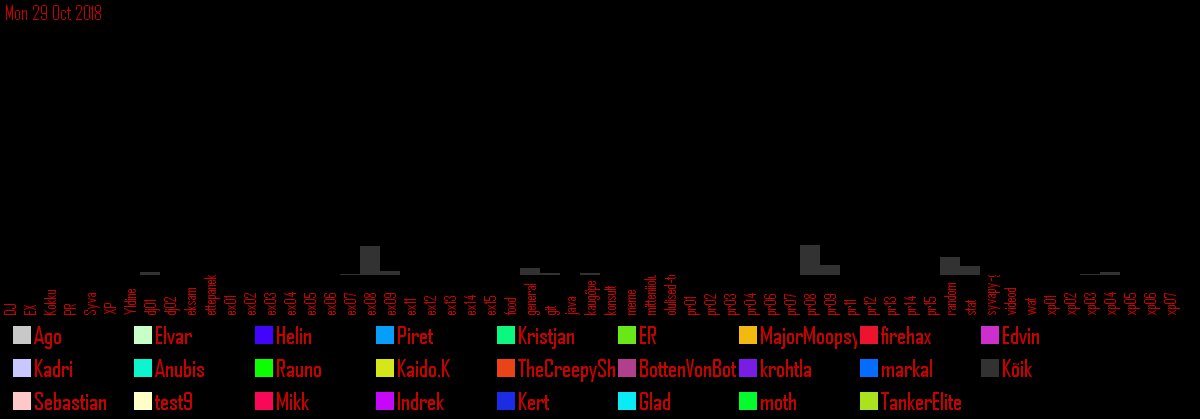 Mon 29 Oct 2018
DJ EX Kokku PR Syva XP Yldine dj01 dj02 eksam ettepanek ex01 ex02 ex03 ex04 ex05 ex06 ex07 ex08 ex09 ex11 ex12 ex13 ex14 ex15 food general git java kaugõpe konsult meme mitteniloli olulised-t pr01 pr02 pr03 pr04 pr06 pr07 pr08 pr09 pr11 pr12 pr13 pr14 pr15 random stat videod wat xp01 xp02 xp03 xp04 xp05 xp06 xp07
Ago Elvar Helin Piret Kristjan ER MajorMoopsy firehax Edvin
Kadri Anubis Rauno Kaido.K TheCreepySh BottenVonBot krohtla markal Kõik
Sebastian test9 Mikk Indrek Kert Glad moth TankerElite